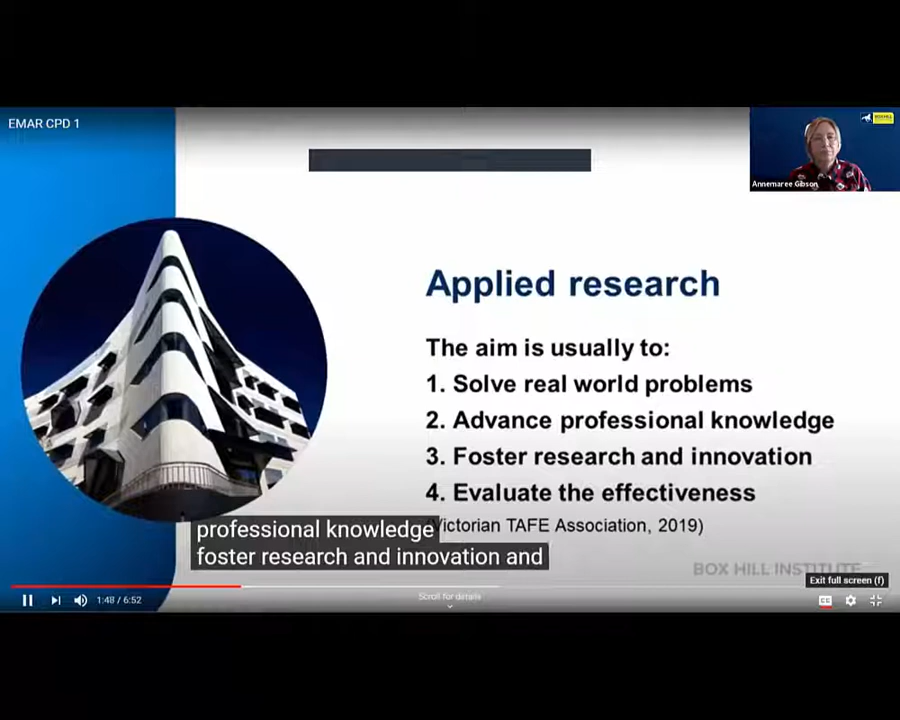 EMAR CPD 1
Annemaree Gibson
Applied research
The aim is usually to:
1. Solve real world problems
2. Advance professional knowledge
3. Foster research and innovation
4. Evaluate the effectiveness
Victorian TAFE Association, 2019)
professional knowledge
foster research and innovation and
BOX HILL INSTITUTE
Exit full screen (f)
1:48 / 6:52
Scroll for details
CC